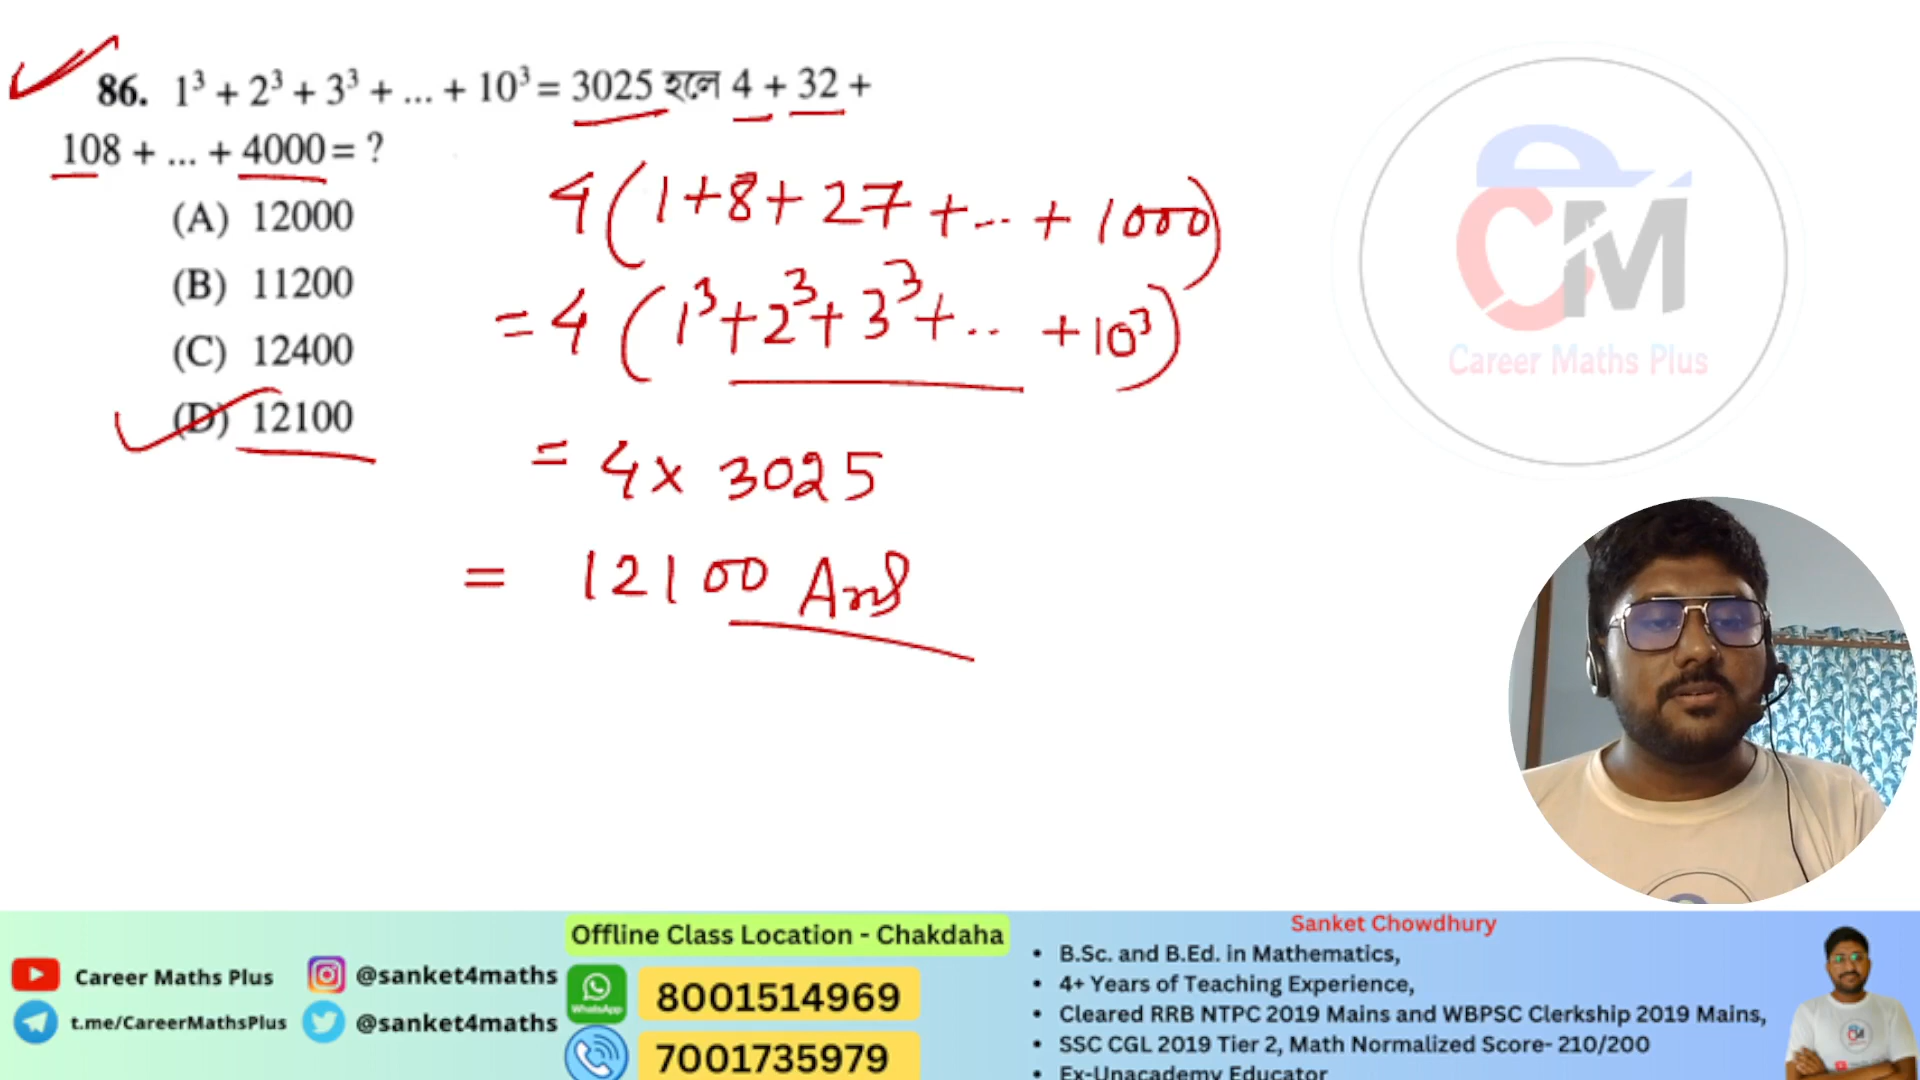 86. 1³ + 2³ + 3³ + ... + 10³ = 3025 হলে 4 + 32 +
108 + ... + 4000 = ?
(A) 12000
(B) 11200
(C) 12400
(D) 12100
4(1+8+27+...+1000)
=4(1³+2³+3³+..+10³)
= 4x 3025
= 12100 Ans
CM
Career Maths Plus
Offline Class Location - Chakdaha
Career Maths Plus
@sanket4maths
t.me/CareerMathsPlus
@sanket4maths
WhatsApp
8001514969
7001735979
Sanket Chowdhury
• B.Sc. and B.Ed. in Mathematics,
• 4+ Years of Teaching Experience,
• Cleared RRB NTPC 2019 Mains and WBPSC Clerkship 2019 Mains,
• SSC CGL 2019 Tier 2, Math Normalized Score- 210/200
• Ex-Unacademy Educator